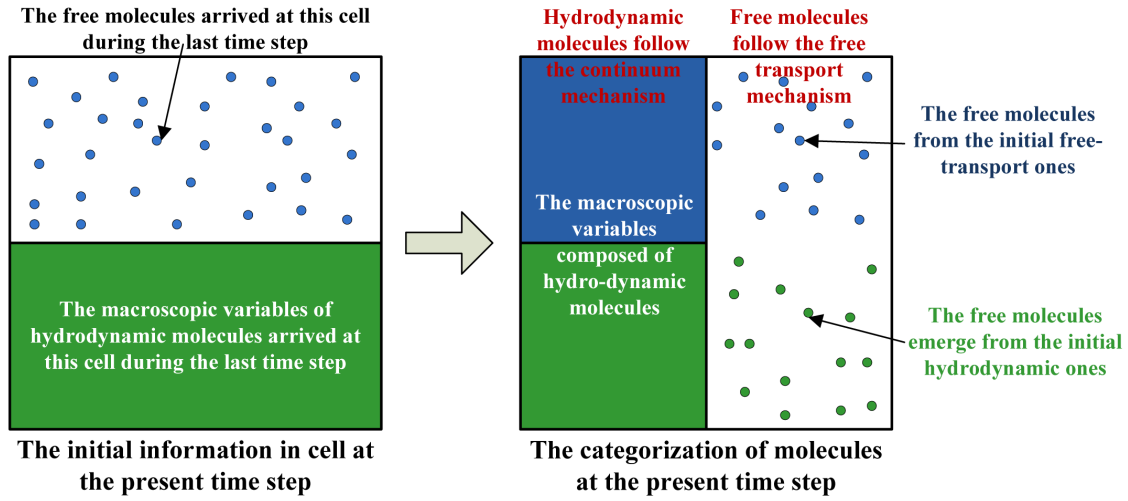 The free molecules arrived at this cell
during the last time step
The macroscopic variables of
hydrodynamic molecules arrived at
this cell during the last time step
The initial information in cell at
the present time step
Hydrodynamic
molecules follow
the continuum
mechanism
Free molecules
follow the free
transport
mechanism
The macroscopic
variables
composed of
hydro-dynamic
molecules
The free molecules
from the initial free-
transport ones
The free molecules
emerge from the initial
hydrodynamic ones
The categorization of molecules
at the present time step